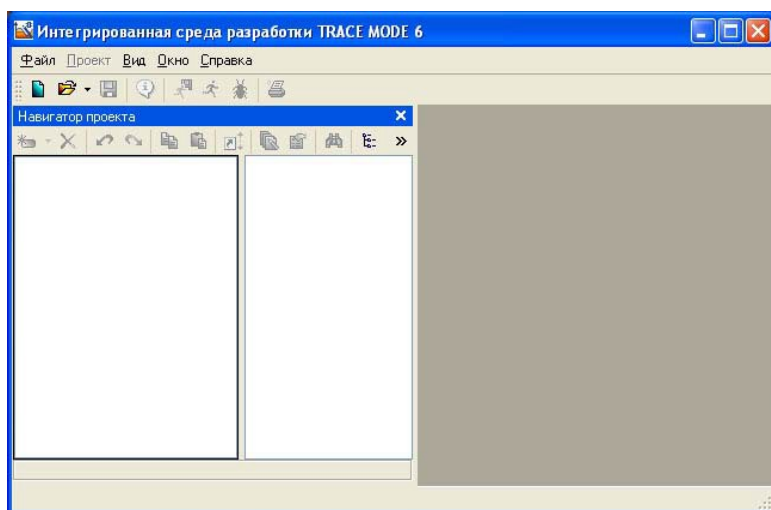 Интегрированная среда разработки TRACE MODE 6
Файл Проект Вид Окно Справка
Навигатор проекта